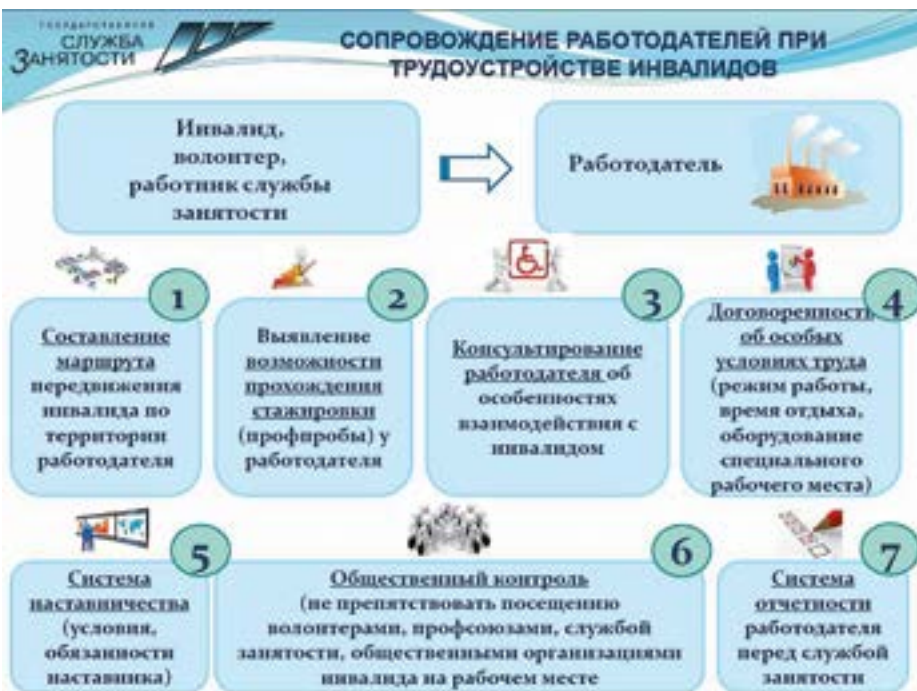 ГОСУДАРСТВЕННАЯ
СЛУЖБА
ЗАНЯТОСТИ
СОПРОВОЖДЕНИЕ РАБОТОДАТЕЛЕЙ ПРИ
ТРУДОУСТРОЙСТВЕ ИНВАЛИДОВ
Инвалид,
волонтер,
работник службы
занятости
Работодатель
1
Составление
маршрута
передвижения
инвалида по
территории
работодателя
2
Выявление
возможности
прохождения
стажировки
(профпробы) у
работодателя
3
Консультирование
работодателя об
особенностях
взаимодействия с
инвалидом
4
Договоренность
об особых
условиях труда
(режим работы,
время отдыха,
оборудование
специального
рабочего места)
5
Система
наставничества
(условия,
обязанности
наставника)
6
Общественный контроль
(не препятствовать посещению
волонтерами, профсоюзами, службой
занятости, общественными организациями
инвалида на рабочем месте
7
Система
отчетности
работодателя
перед службой
занятости